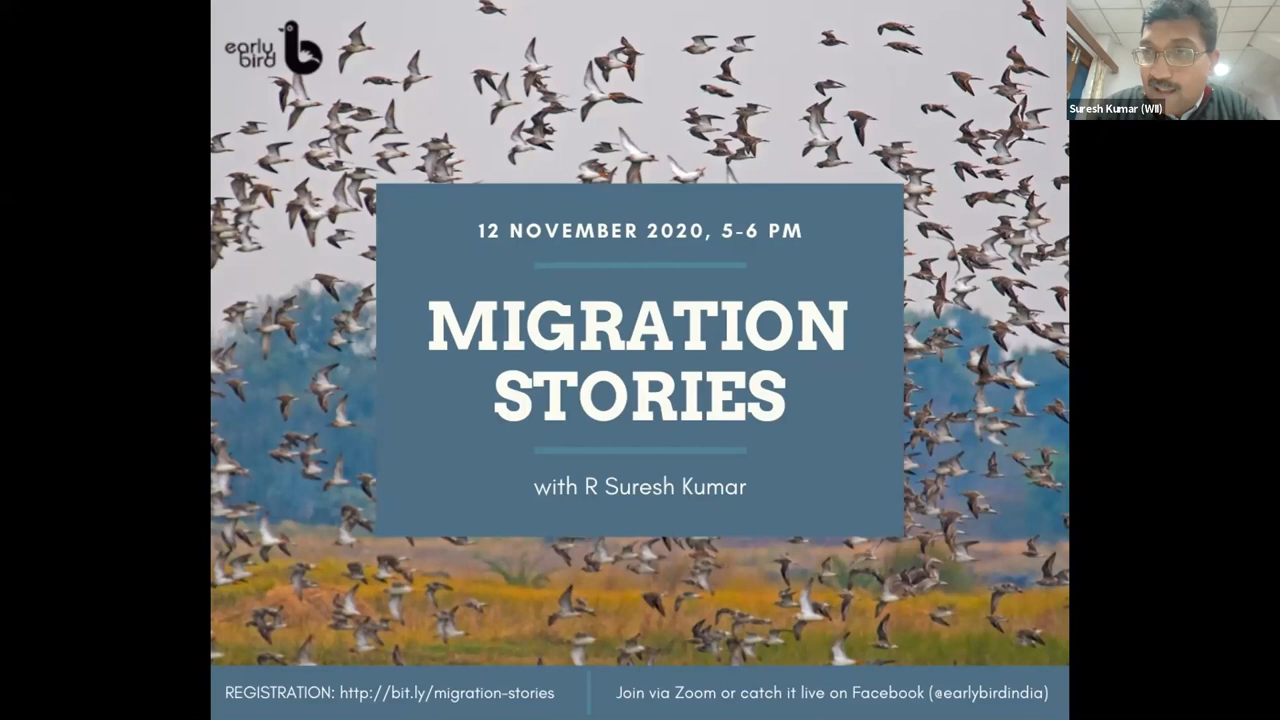 early
bird
Suresh Kumar (WII)
12 NOVEMBER 2020, 5-6 PM
MIGRATION
STORIES
with R Suresh Kumar
REGISTRATION: http://bit.ly/migration-stories
Join via Zoom or catch it live on Facebook (@earlybirdindia)